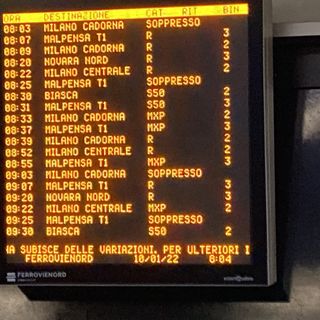 ORA DESTINAZIONE CAT RIT BIN
08:03 MILANO CADORNA SOPPRESSO
08:07 MALPENSA T1 R 3
08:09 MILANO CADORNA R 2
08:20 NOVARA NORD R 3
08:22 MILANO CENTRALE R 2
08:25 MALPENSA T1 SOPPRESSO
08:30 BIASCA S50 2
08:31 MALPENSA T1 S50 3
08:33 MILANO CADORNA MXP 2
08:37 MALPENSA T1 MXP 3
08:39 MILANO CADORNA R 2
08:52 MILANO CENTRALE R 2
08:55 MALPENSA T1 MXP 3
09:03 MILANO CADORNA SOPPRESSO
09:07 MALPENSA T1 R 3
09:20 NOVARA NORD R 3
09:22 MILANO CENTRALE MXP 2
09:25 MALPENSA T1 SOPPRESSO
09:30 BIASCA S50 2
HA SUBISCE DELLE VARIAZIONI. PER ULTERIORI I
FERROVIENORD 10/01/22 8:04
FERROVIENORD